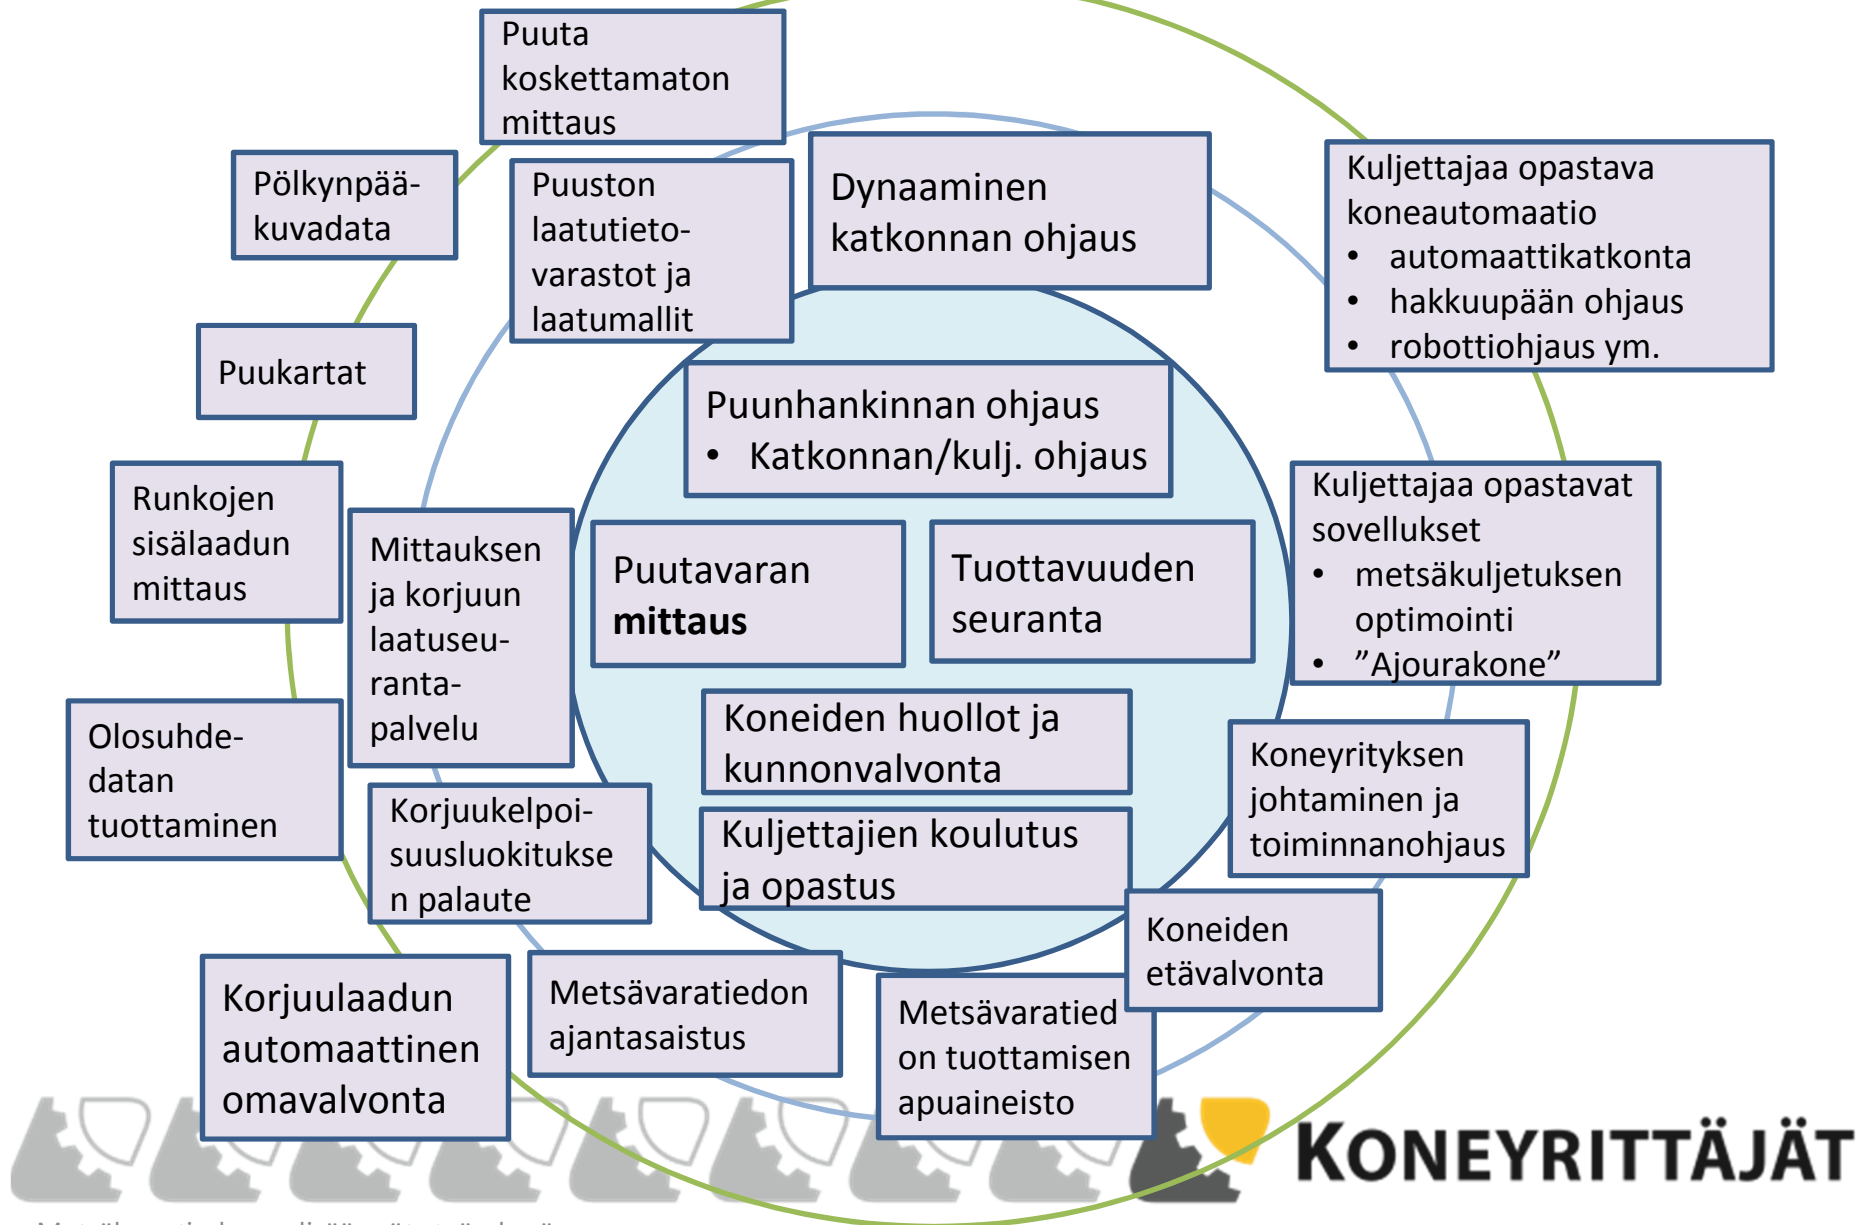 Puuta
koskettamaton
mittaus
Pölkynpää-
kuvadata
Puuston
laatutieto-
varastot ja
laatumallit
Dynaaminen
katkonnan ohjaus
Kuljettajaa opastava
koneautomaatio
• automaattikatkonta
• hakkuupään ohjaus
• robottiohjaus ym.
Puukartat
Puunhankinnan ohjaus
• Katkonnan/kulj. ohjaus
Runkojen
sisälaadun
mittaus
Mittauksen
ja korjuun
laatuseu-
ranta-
palvelu
Puutavaran
mittaus
Tuottavuuden
seuranta
Kuljettajaa opastavat
sovellukset
• metsäkuljetuksen
optimointi
• ”Ajourakone”
Olosuhde-
datan
tuottaminen
Koneiden huollot ja
kunnonvalvonta
Koneyrityksen
johtaminen ja
toiminnanohjaus
Korjuukelpoi-
suusluokitukse
n palaute
Kuljettajien koulutus
ja opastus
Koneiden
etävalvonta
Korjuulaadun
automaattinen
omavalvonta
Metsävaratiedon
ajantasaistus
Metsävaratied
on tuottamisen
apuaineisto
KONEYRITTÄJÄT